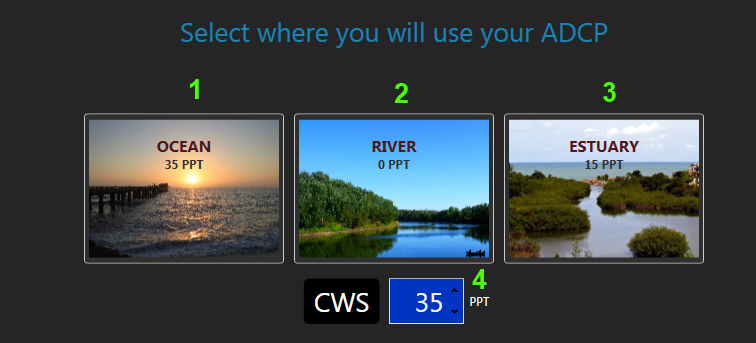 Select where you will use your ADCP
1
2
3
OCEAN
35 PPT
RIVER
0 PPT
ESTUARY
15 PPT
4
CWS 35 PPT